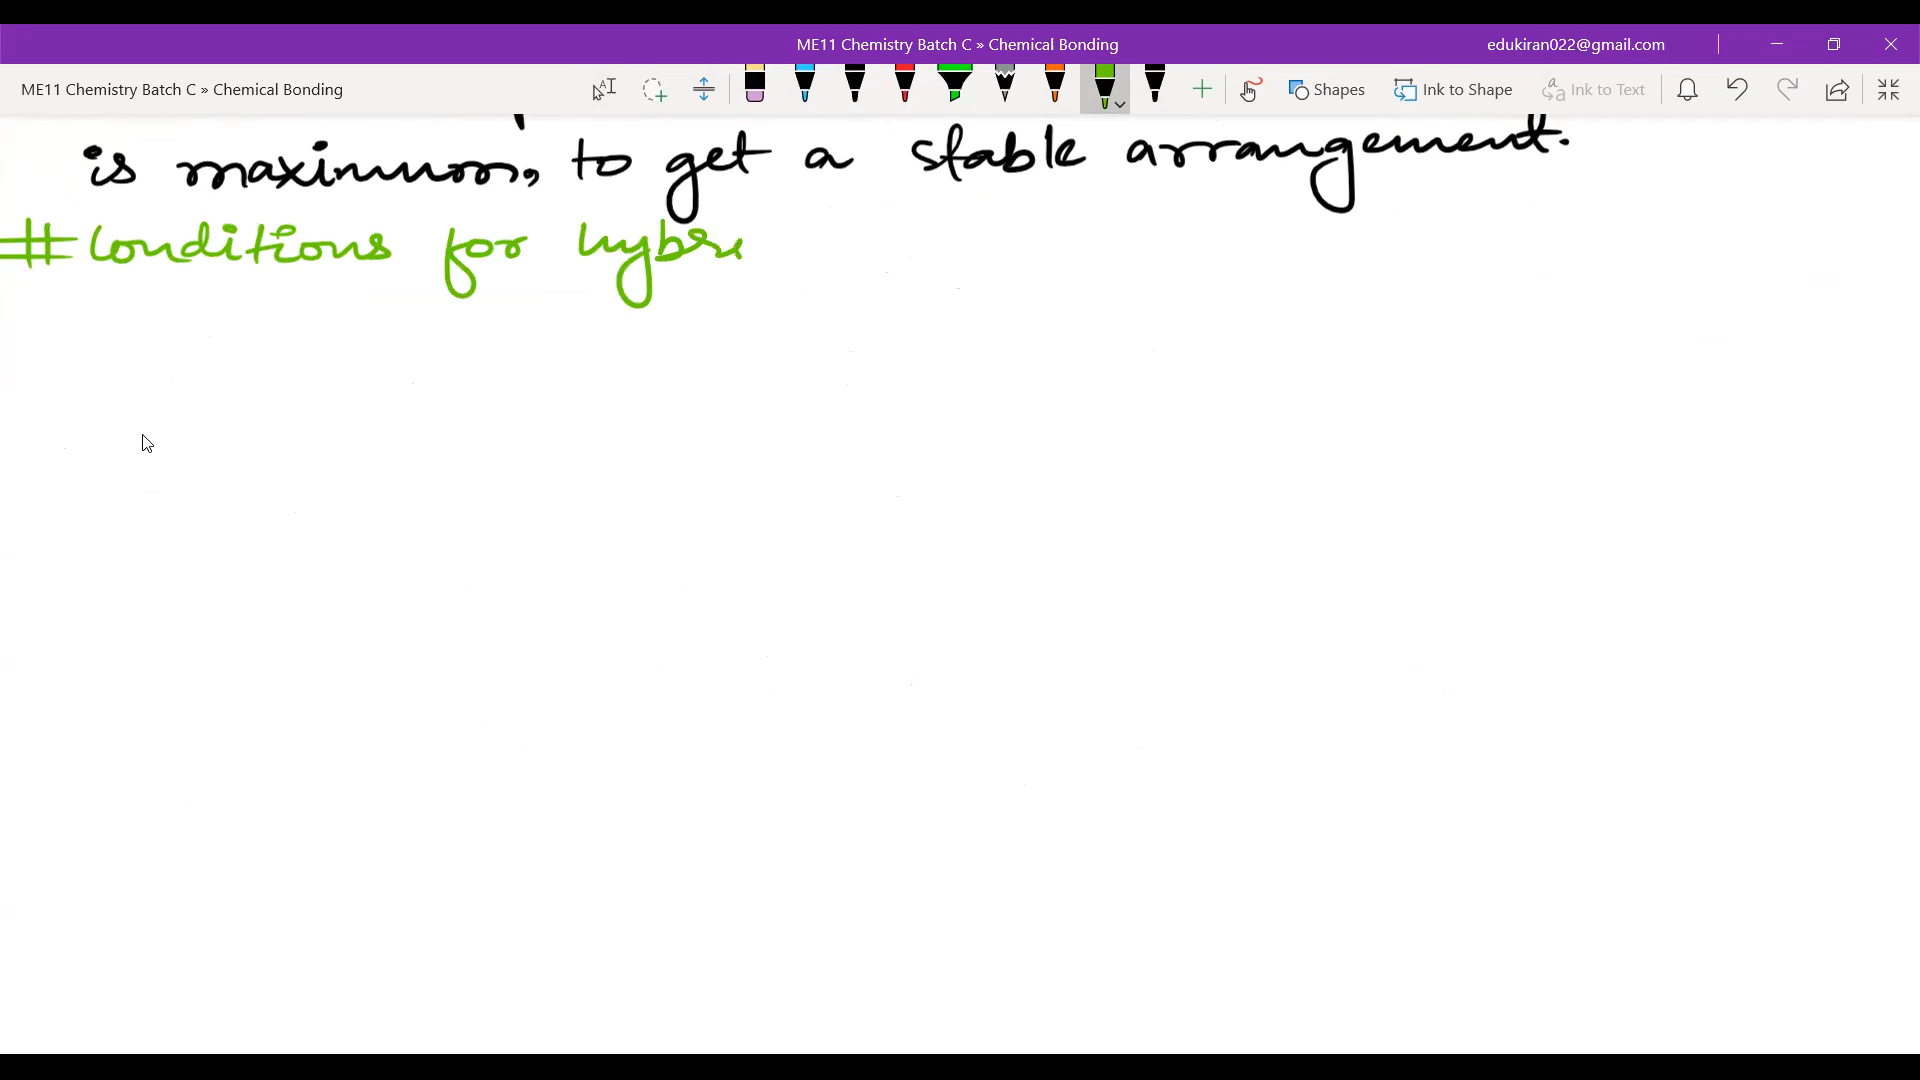 ME11 Chemistry Batch C » Chemical Bonding
edukiran022@gmail.com
ME11 Chemistry Batch C » Chemical Bonding
Shapes
Ink to Shape
Ink to Text
is maximum, to get a stable arrangement.
# Conditions for hybri